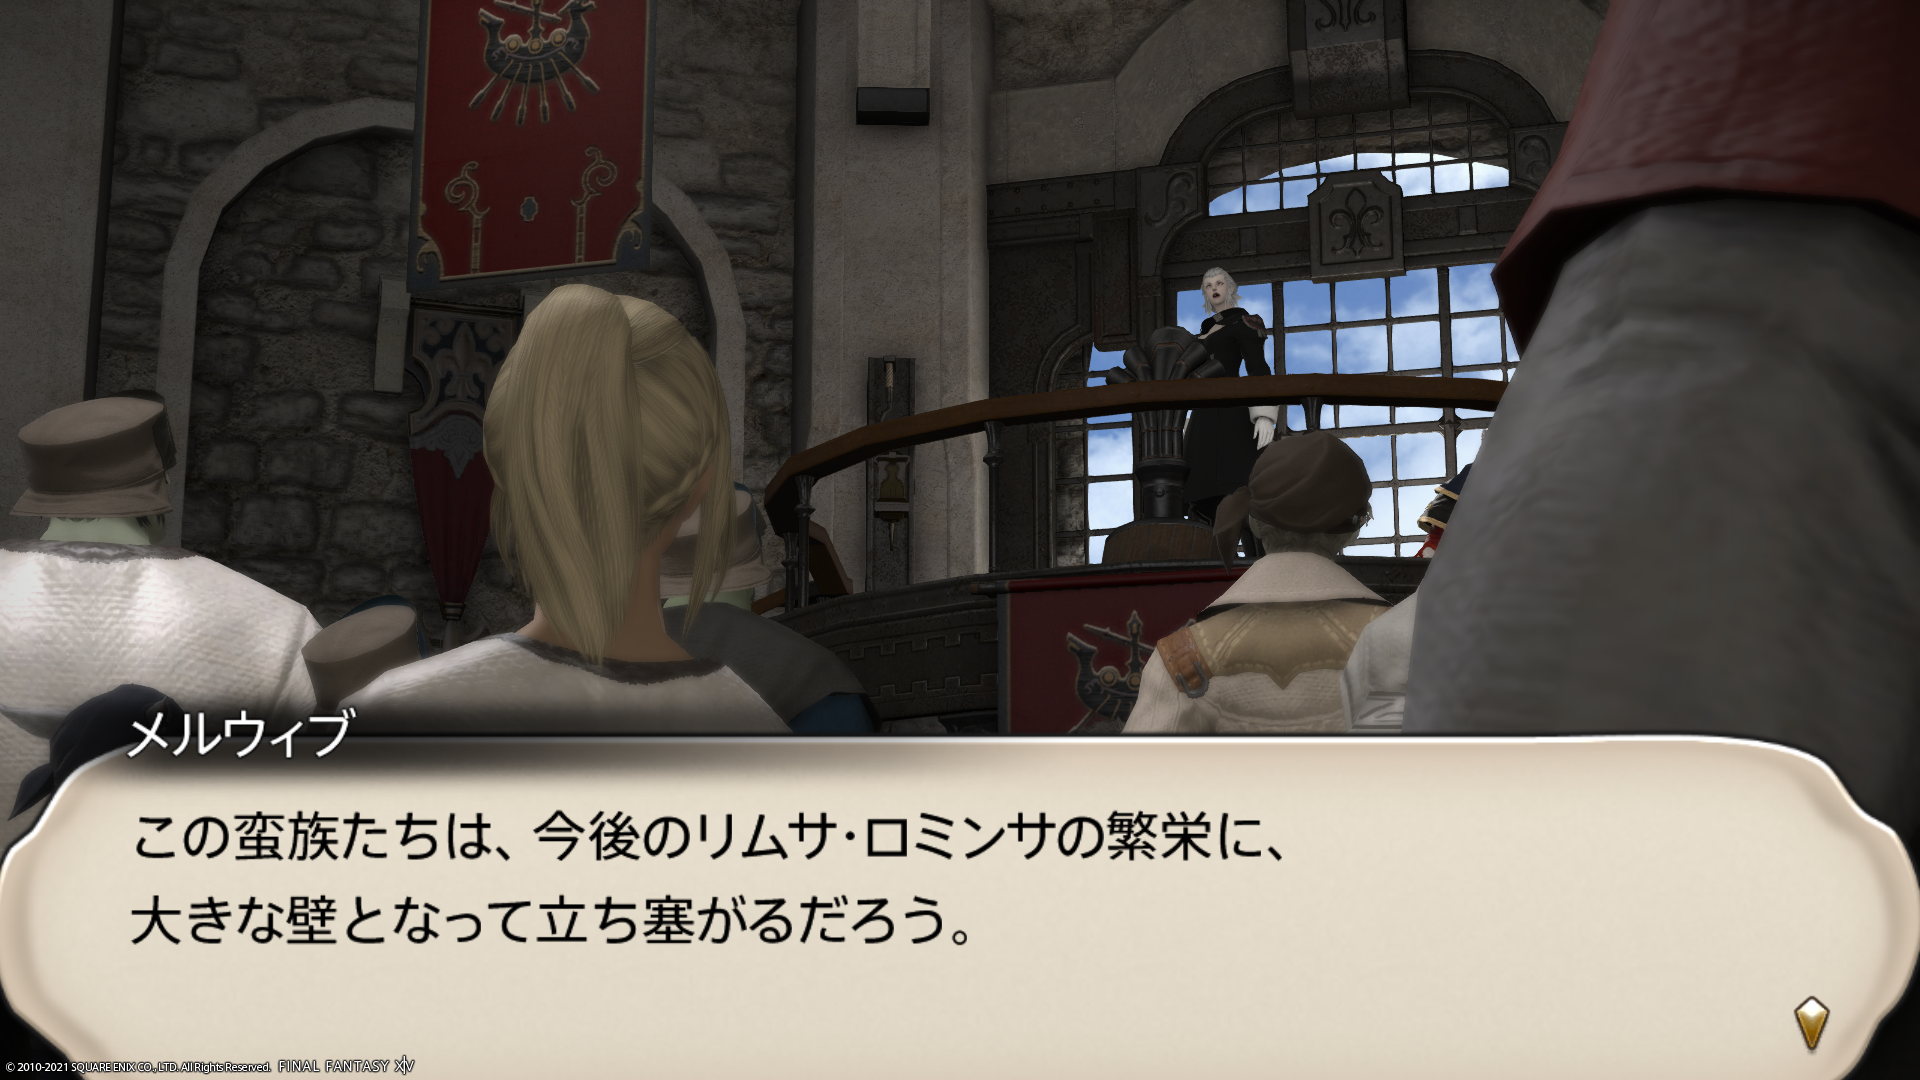 メルウィブ
この蛮族たちは、今後のリムサ・ロミンサの繁栄に、
大きな壁となって立ち塞がるだろう。
© 2010-2021 SQUARE ENIX CO., LTD. All Rights Reserved. FINAL FANTASY XIV